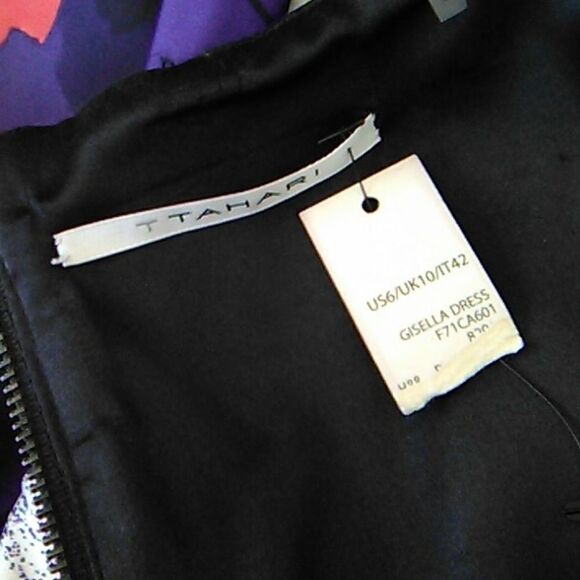 T TAHARI
US6/UK10/IT42
GISELLA DRESS
F71CA601